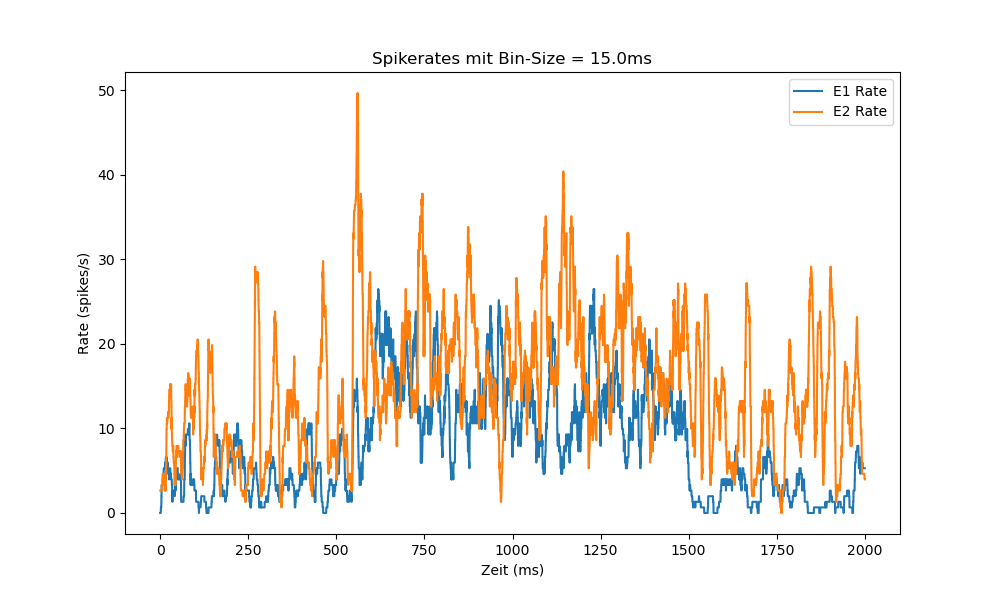 Spikerates mit Bin-Size = 15.0ms
E1 Rate
E2 Rate
50
40
30
20
10
0
Rate (spikes/s)
0 250 500 750 1000 1250 1500 1750 2000
Zeit (ms)